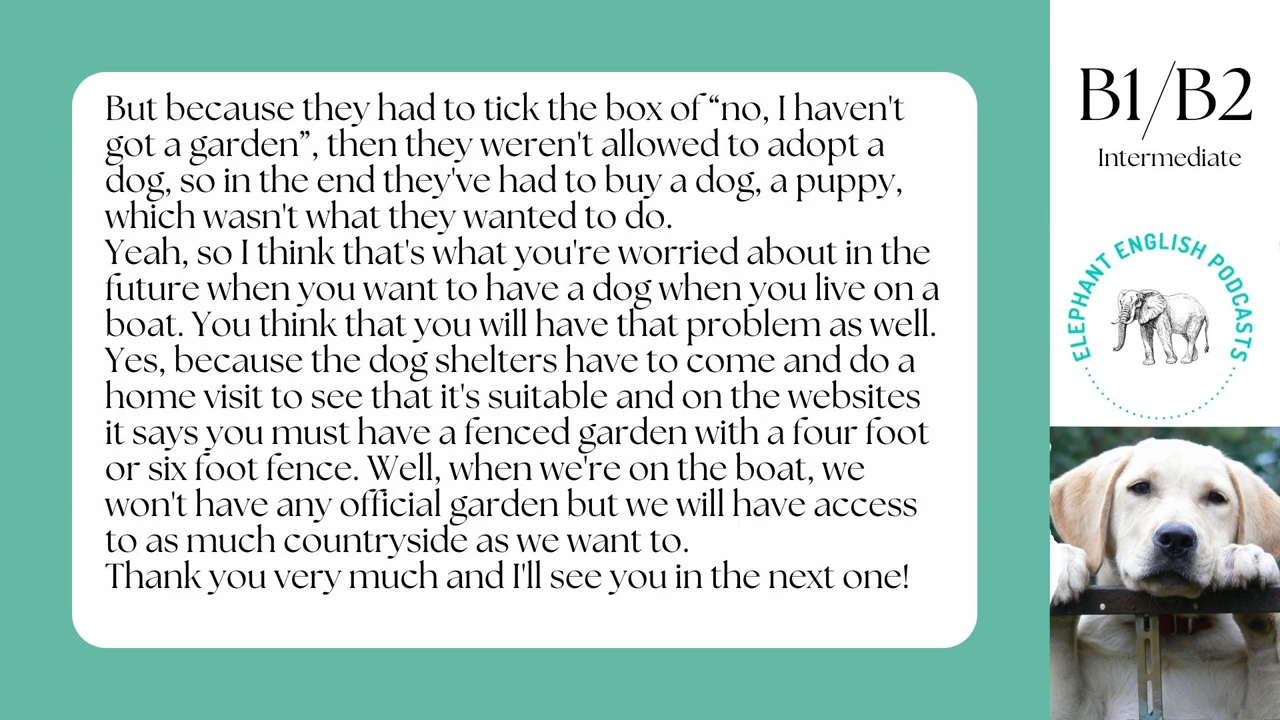 But because they had to tick the box of “no, I haven't
got a garden”, then they weren't allowed to adopt a
dog, so in the end they've had to buy a dog, a puppy,
which wasn't what they wanted to do.
Yeah, so I think that's what you're worried about in the
future when you want to have a dog when you live on a
boat. You think that you will have that problem as well.
Yes, because the dog shelters have to come and do a
home visit to see that it's suitable and on the websites
it says you must have a fenced garden with a four foot
or six foot fence. Well, when we're on the boat, we
won't have any official garden but we will have access
to as much countryside as we want to.
Thank you very much and I'll see you in the next one!
B1/B2
Intermediate
ELEPHANT ENGLISH PODCASTS